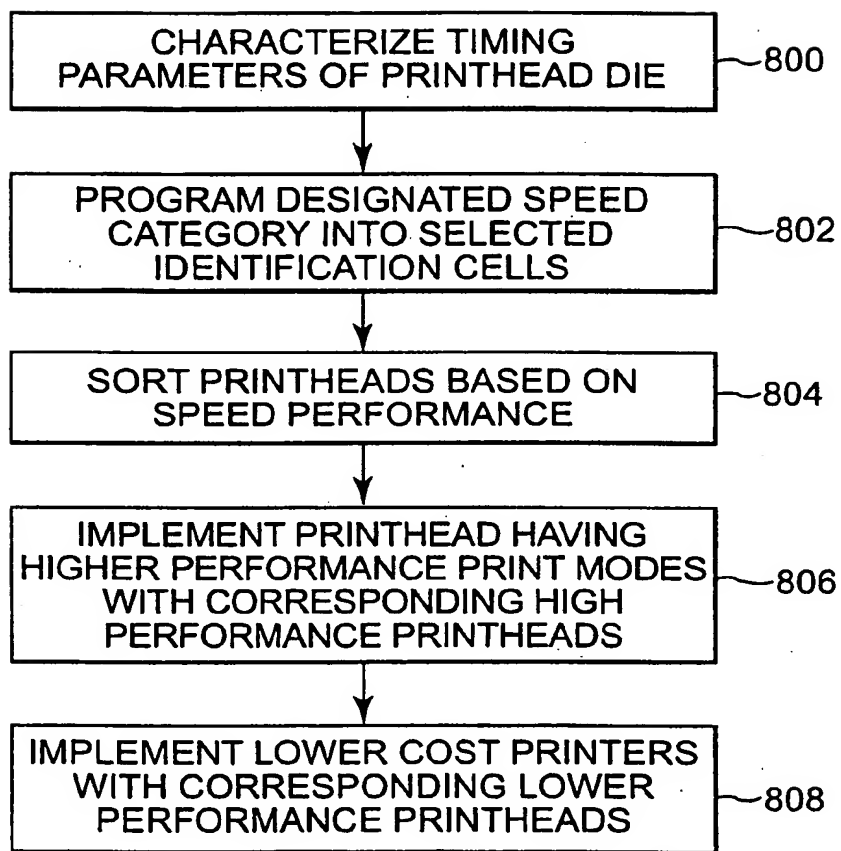 CHARACTERIZE TIMING
PARAMETERS OF PRINTHEAD DIE
800
PROGRAM DESIGNATED SPEED
CATEGORY INTO SELECTED
IDENTIFICATION CELLS
802
SORT PRINTHEADS BASED ON
SPEED PERFORMANCE
804
IMPLEMENT PRINTHEAD HAVING
HIGHER PERFORMANCE PRINT MODES
WITH CORRESPONDING HIGH
PERFORMANCE PRINTHEADS
806
IMPLEMENT LOWER COST PRINTERS
WITH CORRESPONDING LOWER
PERFORMANCE PRINTHEADS
808